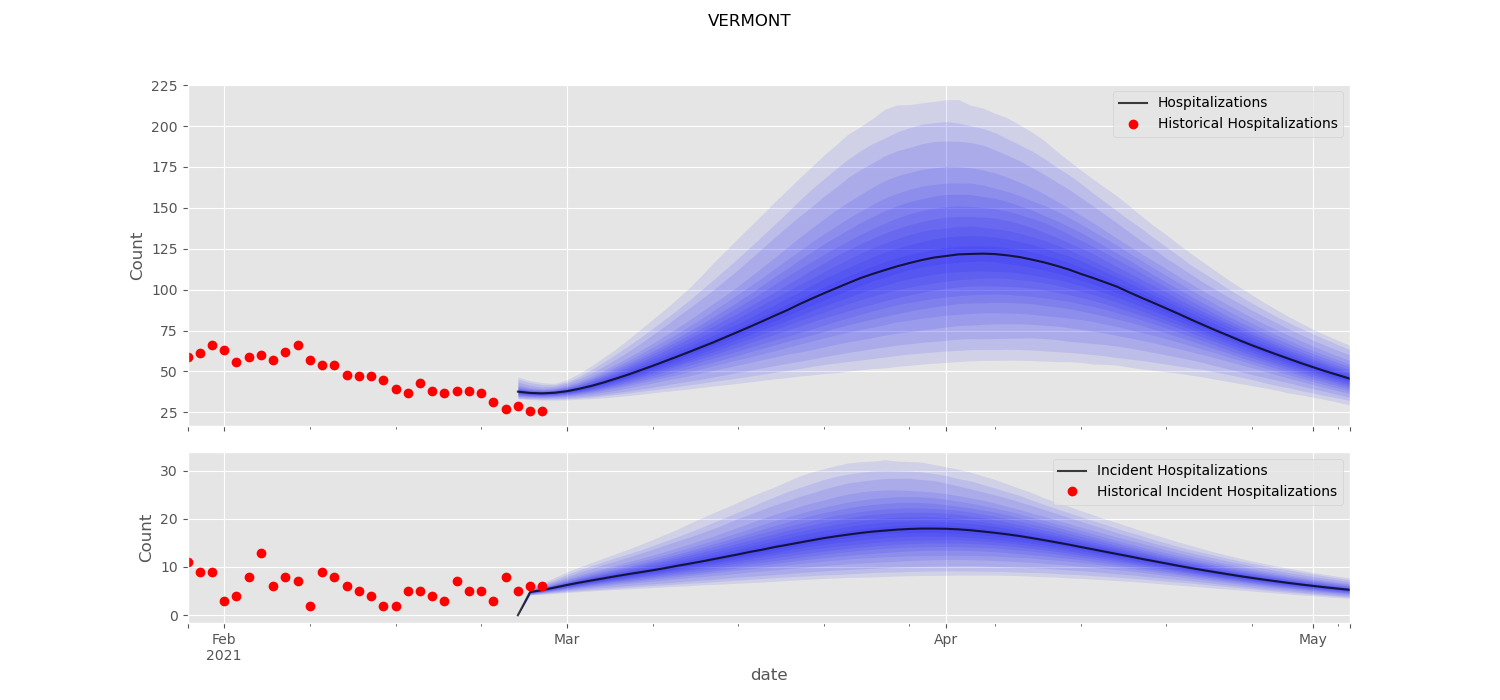 VERMONT
225
200
175
150
125
100
75
50
25
Count
Hospitalizations
Historical Hospitalizations
30
20
10
0
Count
Incident Hospitalizations
Historical Incident Hospitalizations
Feb
2021
Mar
Apr
May
date